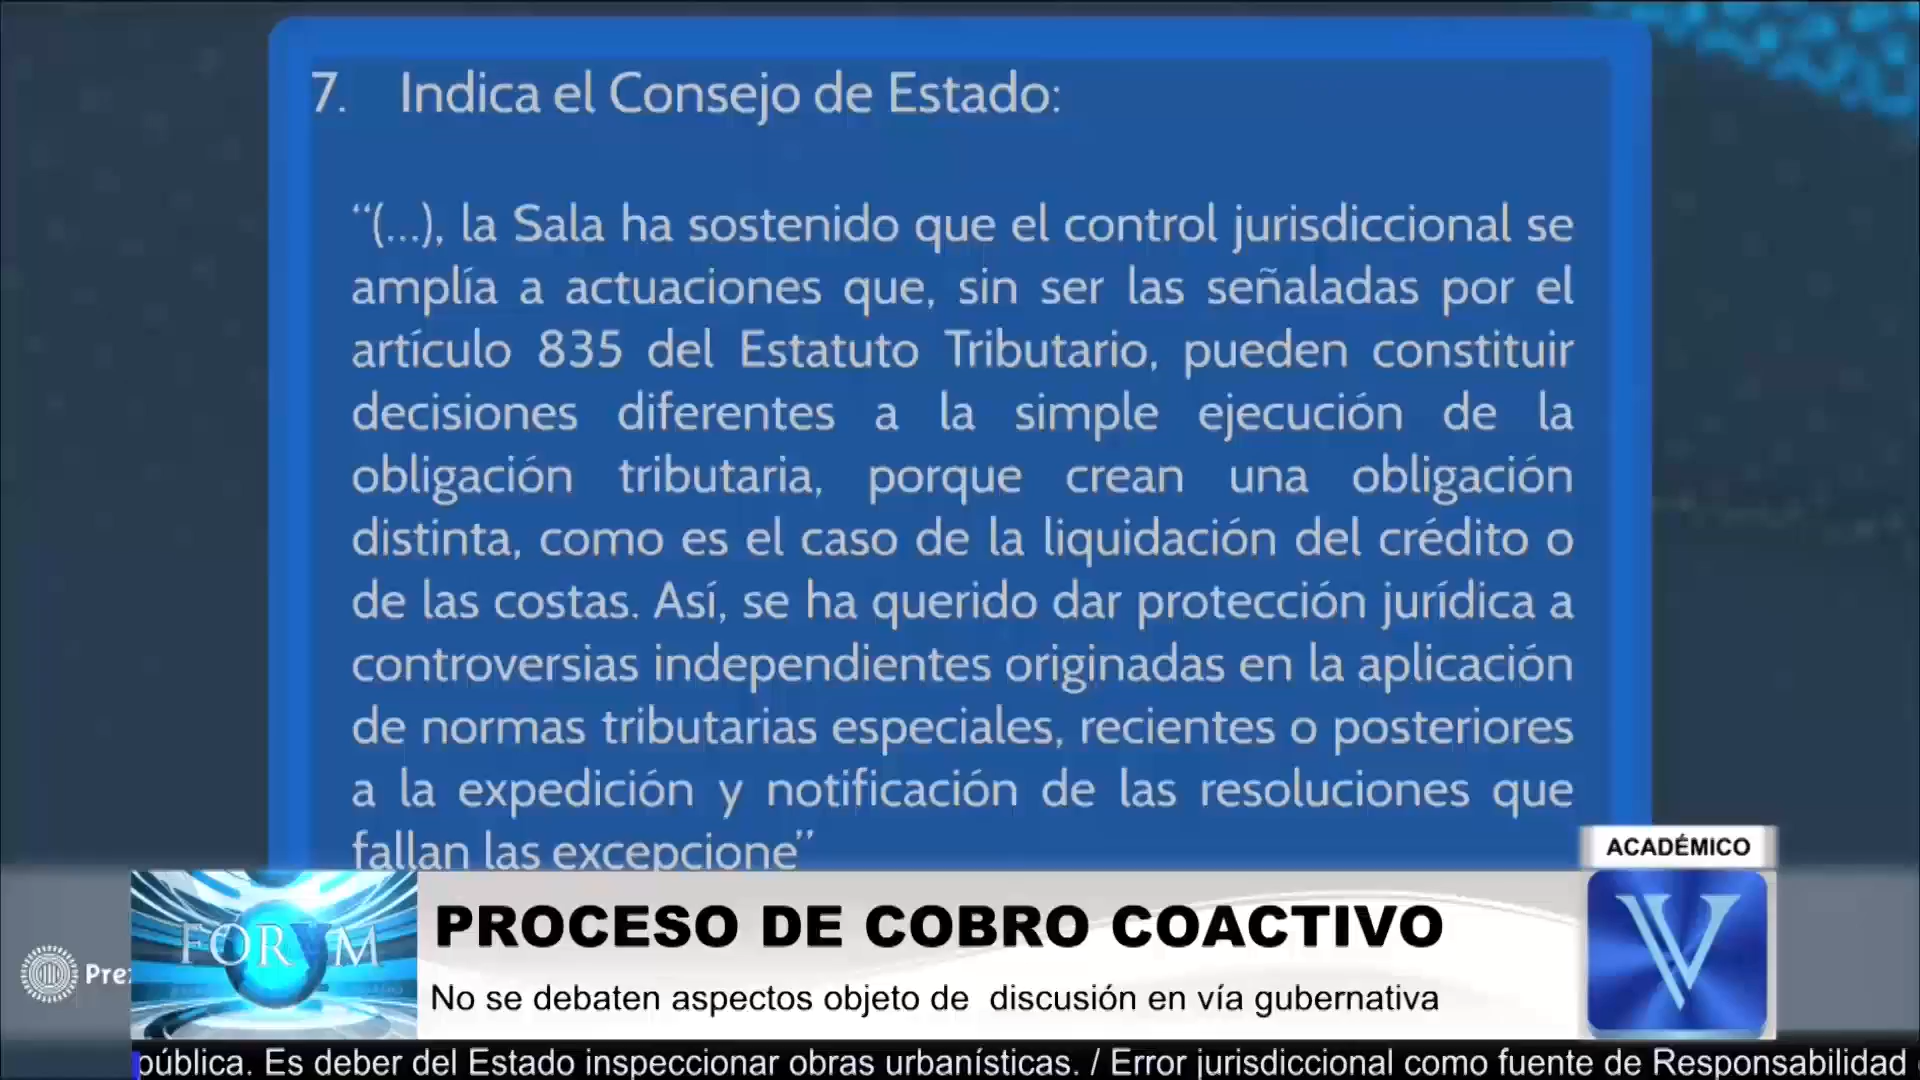 7. Indica el Consejo de Estado:
“(...), la Sala ha sostenido que el control jurisdiccional se
amplía a actuaciones que, sin ser las señaladas por el
artículo 835 del Estatuto Tributario, pueden constituir
decisiones diferentes a la simple ejecución de la
obligación tributaria, porque crean una obligación
distinta, como es el caso de la liquidación del crédito o
de las costas. Así, se ha querido dar protección jurídica a
controversias independientes originadas en la aplicación
de normas tributarias especiales, recientes o posteriores
a la expedición y notificación de las resoluciones que
fallan las excepcione”
ACADÉMICO
FORVM
PROCESO DE COBRO COACTIVO
No se debaten aspectos objeto de discusión en vía gubernativa
V
pública. Es deber del Estado inspeccionar obras urbanísticas. / Error jurisdiccional como fuente de Responsabilidad